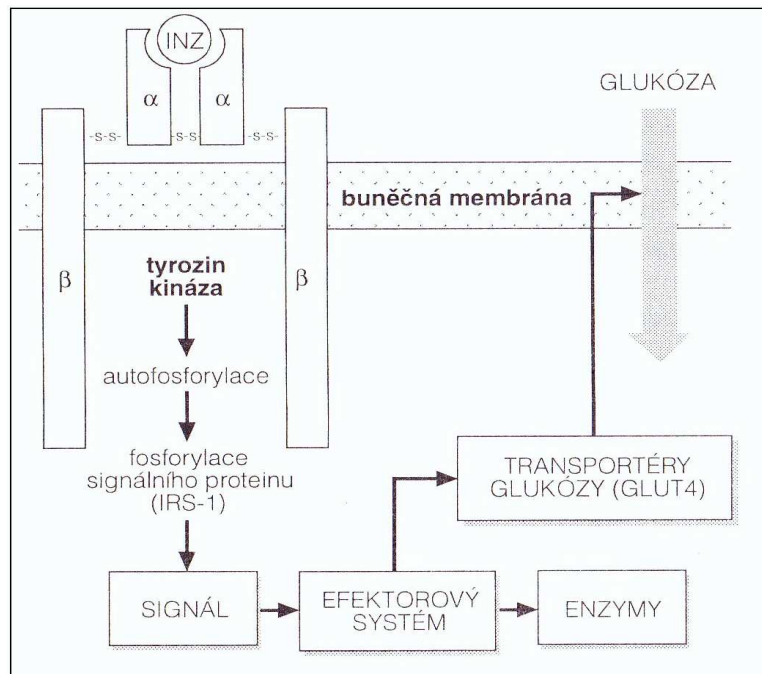 INZ
α
α
-s-s-
-s-s-
-s-s-
GLUKÓZA
buněčná membrána
β
β
tyrozin
kináza
autofosforylace
fosforylace
signálního proteinu
(IRS-1)
TRANSPORTÉRY
GLUKÓZY (GLUT4)
SIGNÁL
EFEKTOROVÝ
SYSTÉM
ENZYMY